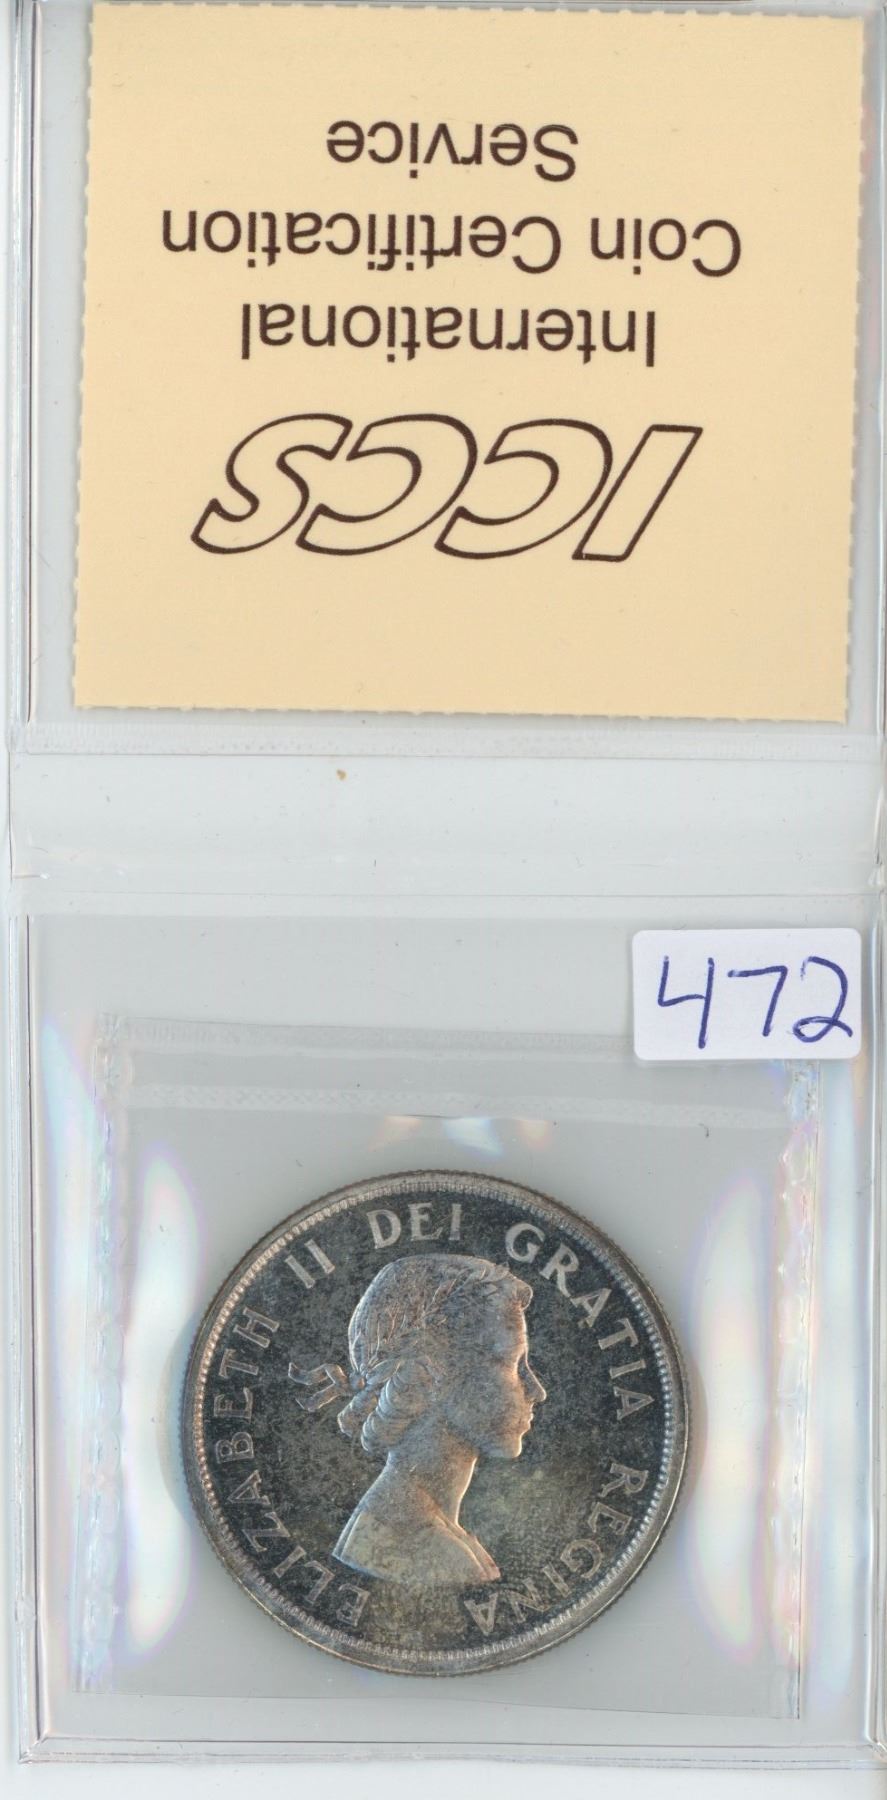 ICCS
International
Coin Certification
Service
472
ELIZABETH II DEI GRATIA REGINA